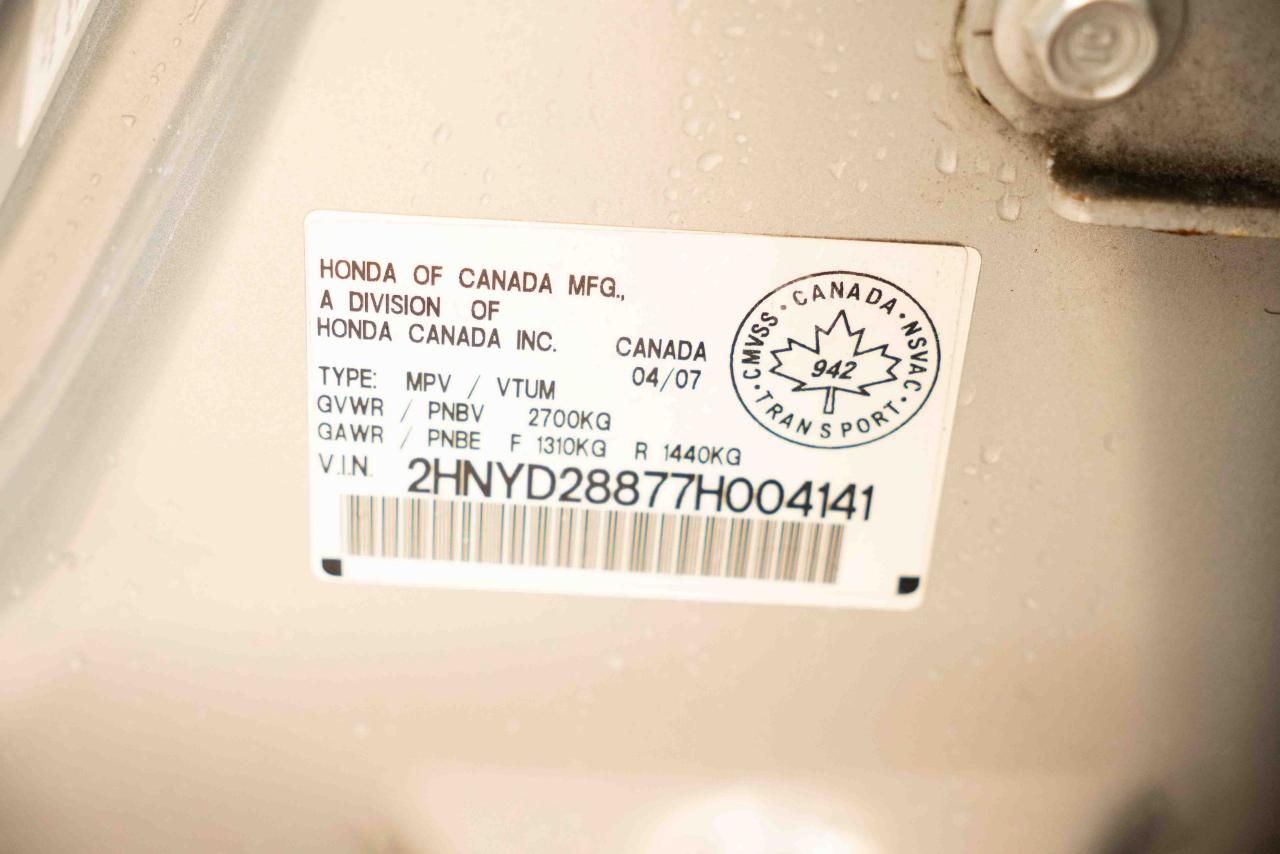 HONDA OF CANADA MFG.,
A DIVISION OF
HONDA CANADA INC.
CANADA
04/07
TYPE: MPV / VTUM
GVWR / PNBV 2700KG
GAWR / PNBE F 1310KG R 1440KG
V.I.N. 2HNYD28877H004141
CMVSS · CANADA · NSVAC · TRANSPORT ·
942
10